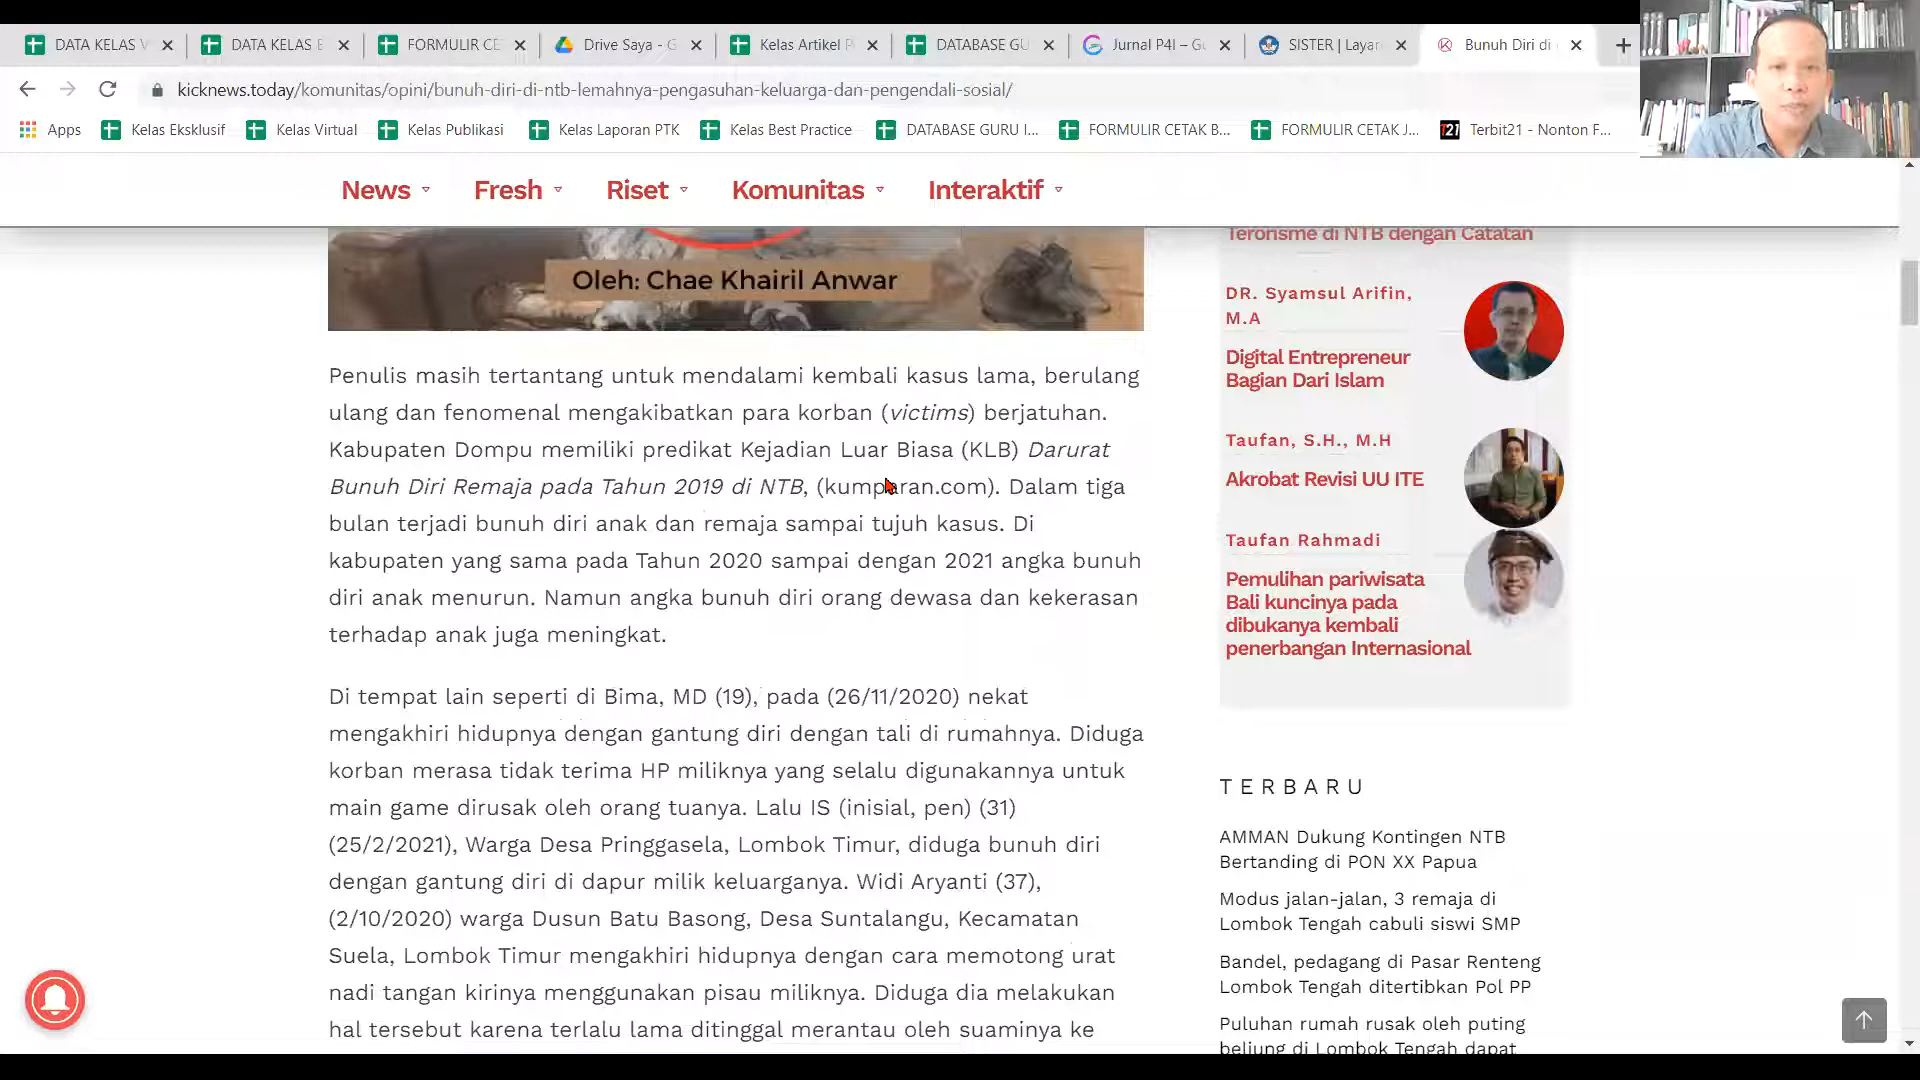 DATA KELAS V
DATA KELAS E
FORMULIR CE
Drive Saya - G
Kelas Artikel P
DATABASE GU
Jurnal P4I – Gu
SISTER | Layan
Bunuh Diri di
kicknews.today/komunitas/opini/bunuh-diri-di-ntb-lemahnya-pengasuhan-keluarga-dan-pengendali-sosial/
Apps
Kelas Eksklusif
Kelas Virtual
Kelas Publikasi
Kelas Laporan PTK
Kelas Best Practice
DATABASE GURU I...
FORMULIR CETAK B...
FORMULIR CETAK J...
T21
Terbit21 - Nonton F...
News
Fresh
Riset
Komunitas
Interaktif
Oleh: Chae Khairil Anwar
Penulis masih tertantang untuk mendalami kembali kasus lama, berulang
ulang dan fenomenal mengakibatkan para korban (victims) berjatuhan.
Kabupaten Dompu memiliki predikat Kejadian Luar Biasa (KLB) Darurat
Bunuh Diri Remaja pada Tahun 2019 di NTB, (kumparan.com). Dalam tiga
bulan terjadi bunuh diri anak dan remaja sampai tujuh kasus. Di
kabupaten yang sama pada Tahun 2020 sampai dengan 2021 angka bunuh
diri anak menurun. Namun angka bunuh diri orang dewasa dan kekerasan
terhadap anak juga meningkat.
Di tempat lain seperti di Bima, MD (19), pada (26/11/2020) nekat
mengakhiri hidupnya dengan gantung diri dengan tali di rumahnya. Diduga
korban merasa tidak terima HP miliknya yang selalu digunakannya untuk
main game dirusak oleh orang tuanya. Lalu IS (inisial, pen) (31)
(25/2/2021), Warga Desa Pringgasela, Lombok Timur, diduga bunuh diri
dengan gantung diri di dapur milik keluarganya. Widi Aryanti (37),
(2/10/2020) warga Dusun Batu Basong, Desa Suntalangu, Kecamatan
Suela, Lombok Timur mengakhiri hidupnya dengan cara memotong urat
nadi tangan kirinya menggunakan pisau miliknya. Diduga dia melakukan
hal tersebut karena terlalu lama ditinggal merantau oleh suaminya ke
Terorisme di NTB dengan Catatan
DR. Syamsul Arifin,
M.A
Digital Entrepreneur
Bagian Dari Islam
Taufan, S.H., M.H
Akrobat Revisi UU ITE
Taufan Rahmadi
Pemulihan pariwisata
Bali kuncinya pada
dibukanya kembali
penerbangan Internasional
TERBARU
AMMAN Dukung Kontingen NTB
Bertanding di PON XX Papua
Modus jalan-jalan, 3 remaja di
Lombok Tengah cabuli siswi SMP
Bandel, pedagang di Pasar Renteng
Lombok Tengah ditertibkan Pol PP
Puluhan rumah rusak oleh puting
beliung di Lombok Tengah dapat